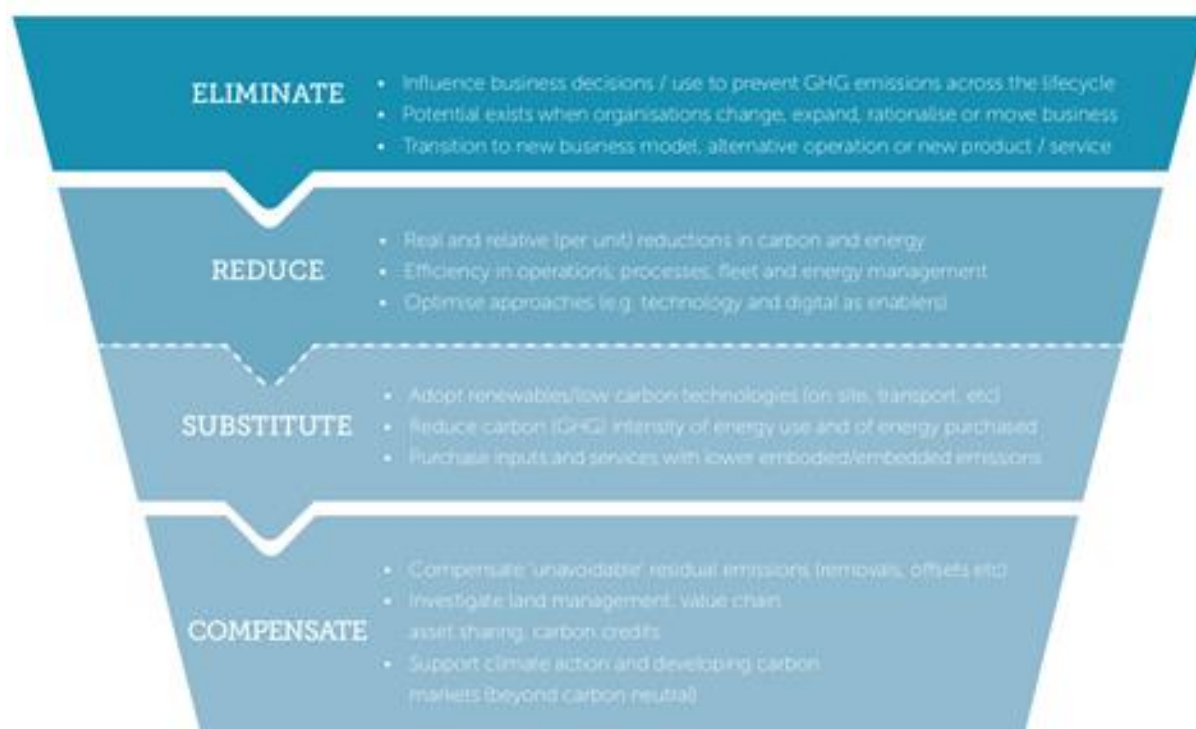 ELIMINATE
• Influence business decisions / use to prevent GHG emissions across the lifecycle
• Potential exists when organisations change, expand, rationalise or move business
• Transition to new business model, alternative operation or new product / service
REDUCE
• Real and relative (per unit) reductions in carbon and energy
• Efficiency in operations, processes, fleet and energy management
• Optimise approaches (e.g. technology and digital as enablers)
SUBSTITUTE
• Adopt renewables/low carbon technologies (on site, transport, etc)
• Reduce carbon (GHG) intensity of energy use and of energy purchased
• Purchase inputs and services with lower embodied/embedded emissions
COMPENSATE
• Compensate 'unavoidable' residual emissions (removals, offsets etc)
• Investigate land management, value chain
asset sharing, carbon credits
• Support climate action and developing carbon
markets (beyond carbon neutral)